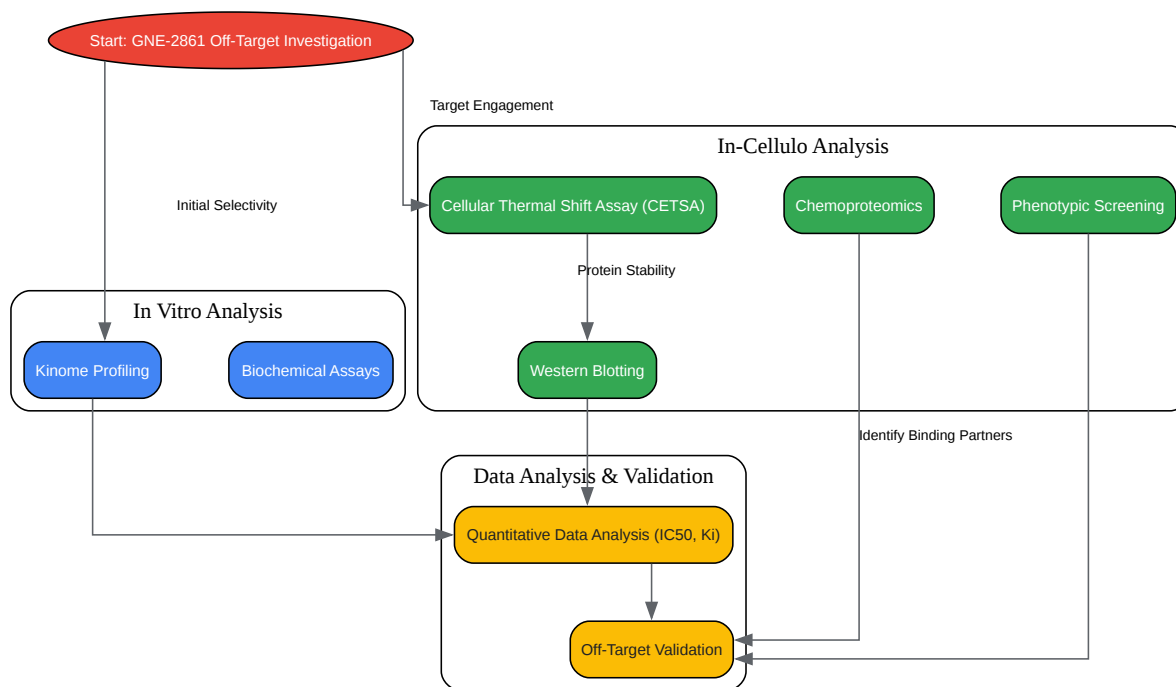 Start: GNE-2861 Off-Target Investigation
Target Engagement
In-Cellulo Analysis
Cellular Thermal Shift Assay (CETSA)
Chemoproteomics
Phenotypic Screening
Initial Selectivity
Protein Stability
In Vitro Analysis
Kinome Profiling
Biochemical Assays
Western Blotting
Identify Binding Partners
Data Analysis & Validation
Quantitative Data Analysis (IC50, Ki)
Off-Target Validation